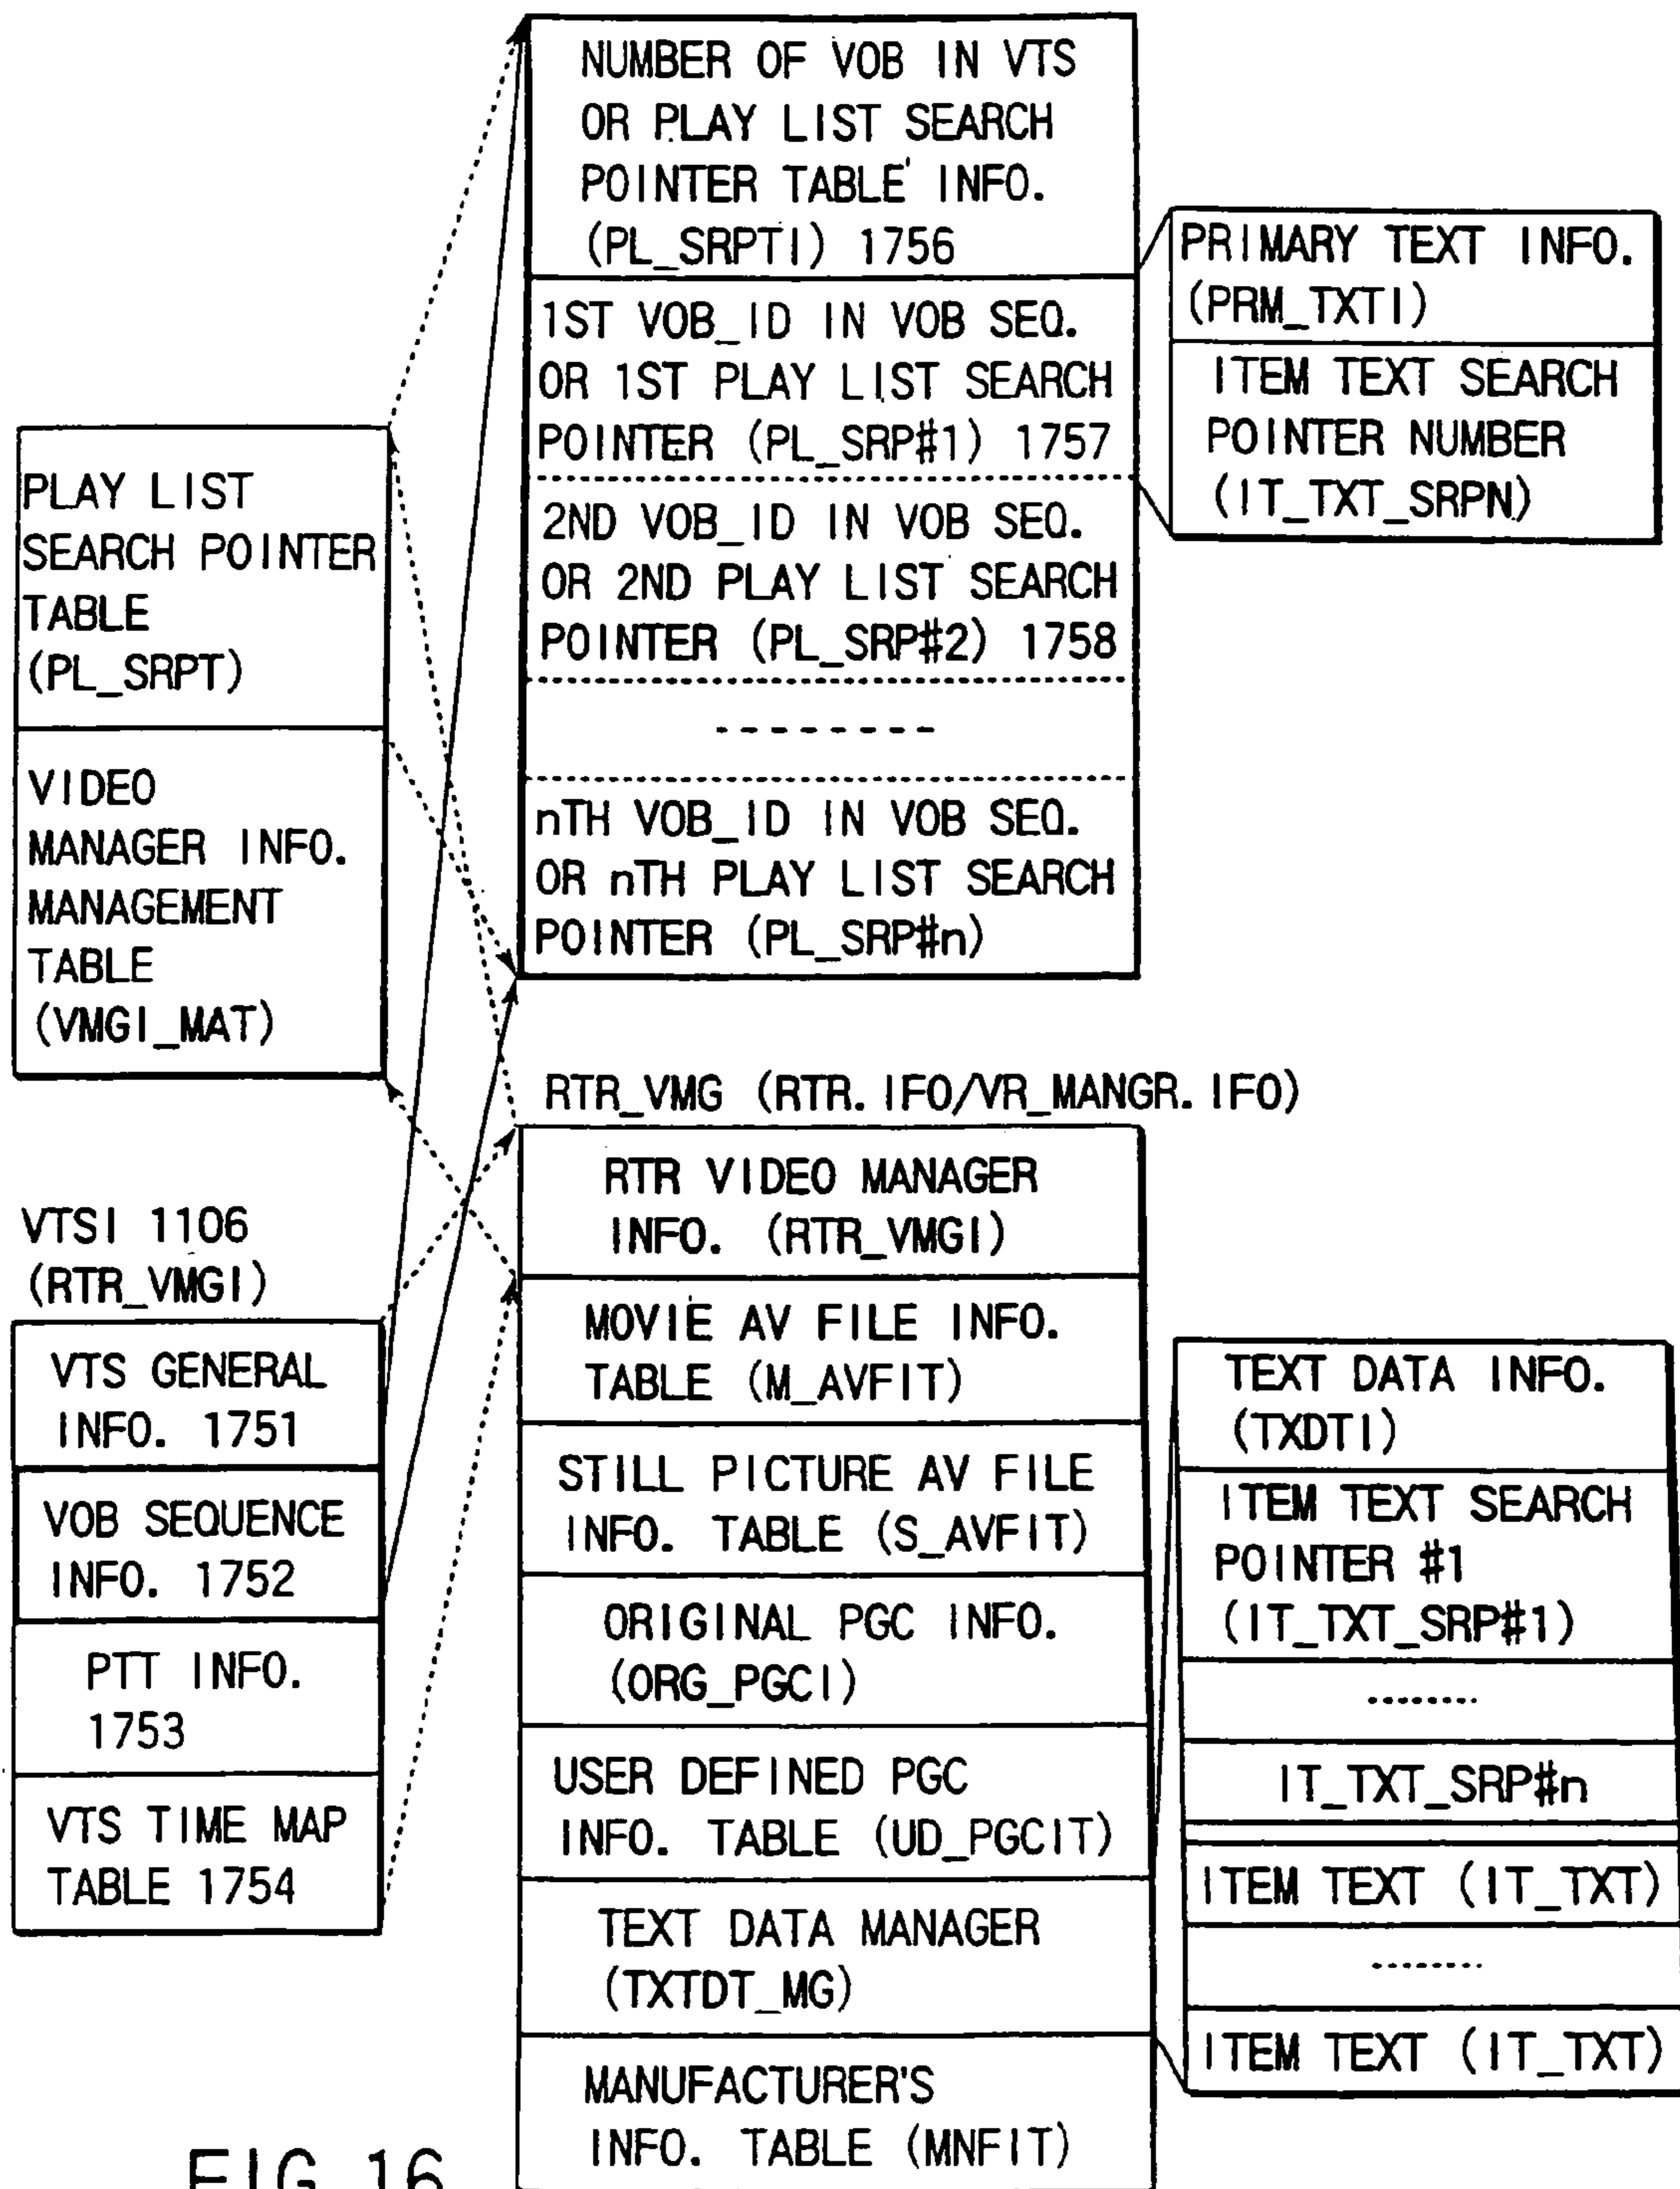 NUMBER OF VOB IN VTS
OR PLAY LIST SEARCH
POINTER TABLE INFO.
(PL_SRPTI) 1756
1ST VOB_ID IN VOB SEQ.
OR 1ST PLAY LIST SEARCH
POINTER (PL_SRP#1) 1757
2ND VOB_ID IN VOB SEQ.
OR 2ND PLAY LIST SEARCH
POINTER (PL_SRP#2) 1758
--------
nTH VOB_ID IN VOB SEQ.
OR nTH PLAY LIST SEARCH
POINTER (PL_SRP#n)
PRIMARY TEXT INFO.
(PRM_TXTI)
ITEM TEXT SEARCH
POINTER NUMBER
(IT_TXT_SRPN)
PLAY LIST
SEARCH POINTER
TABLE
(PL_SRPT)
VIDEO
MANAGER INFO.
MANAGEMENT
TABLE
(VMGI_MAT)
VTSI 1106
(RTR_VMGI)
VTS GENERAL
INFO. 1751
VOB SEQUENCE
INFO. 1752
PTT INFO.
1753
VTS TIME MAP
TABLE 1754
RTR_VMG (RTR.IFO/VR_MANGR.IFO)
RTR VIDEO MANAGER
INFO. (RTR_VMGI)
MOVIE AV FILE INFO.
TABLE (M_AVFIT)
STILL PICTURE AV FILE
INFO. TABLE (S_AVFIT)
ORIGINAL PGC INFO.
(ORG_PGCI)
USER DEFINED PGC
INFO. TABLE (UD_PGCIT)
TEXT DATA MANAGER
(TXTDT_MG)
MANUFACTURER'S
INFO. TABLE (MNFIT)
TEXT DATA INFO.
(TXDTI)
ITEM TEXT SEARCH
POINTER #1
(IT_TXT_SRP#1)
........
IT_TXT_SRP#n
ITEM TEXT (IT_TXT)
........
ITEM TEXT (IT_TXT)
FIG. 16